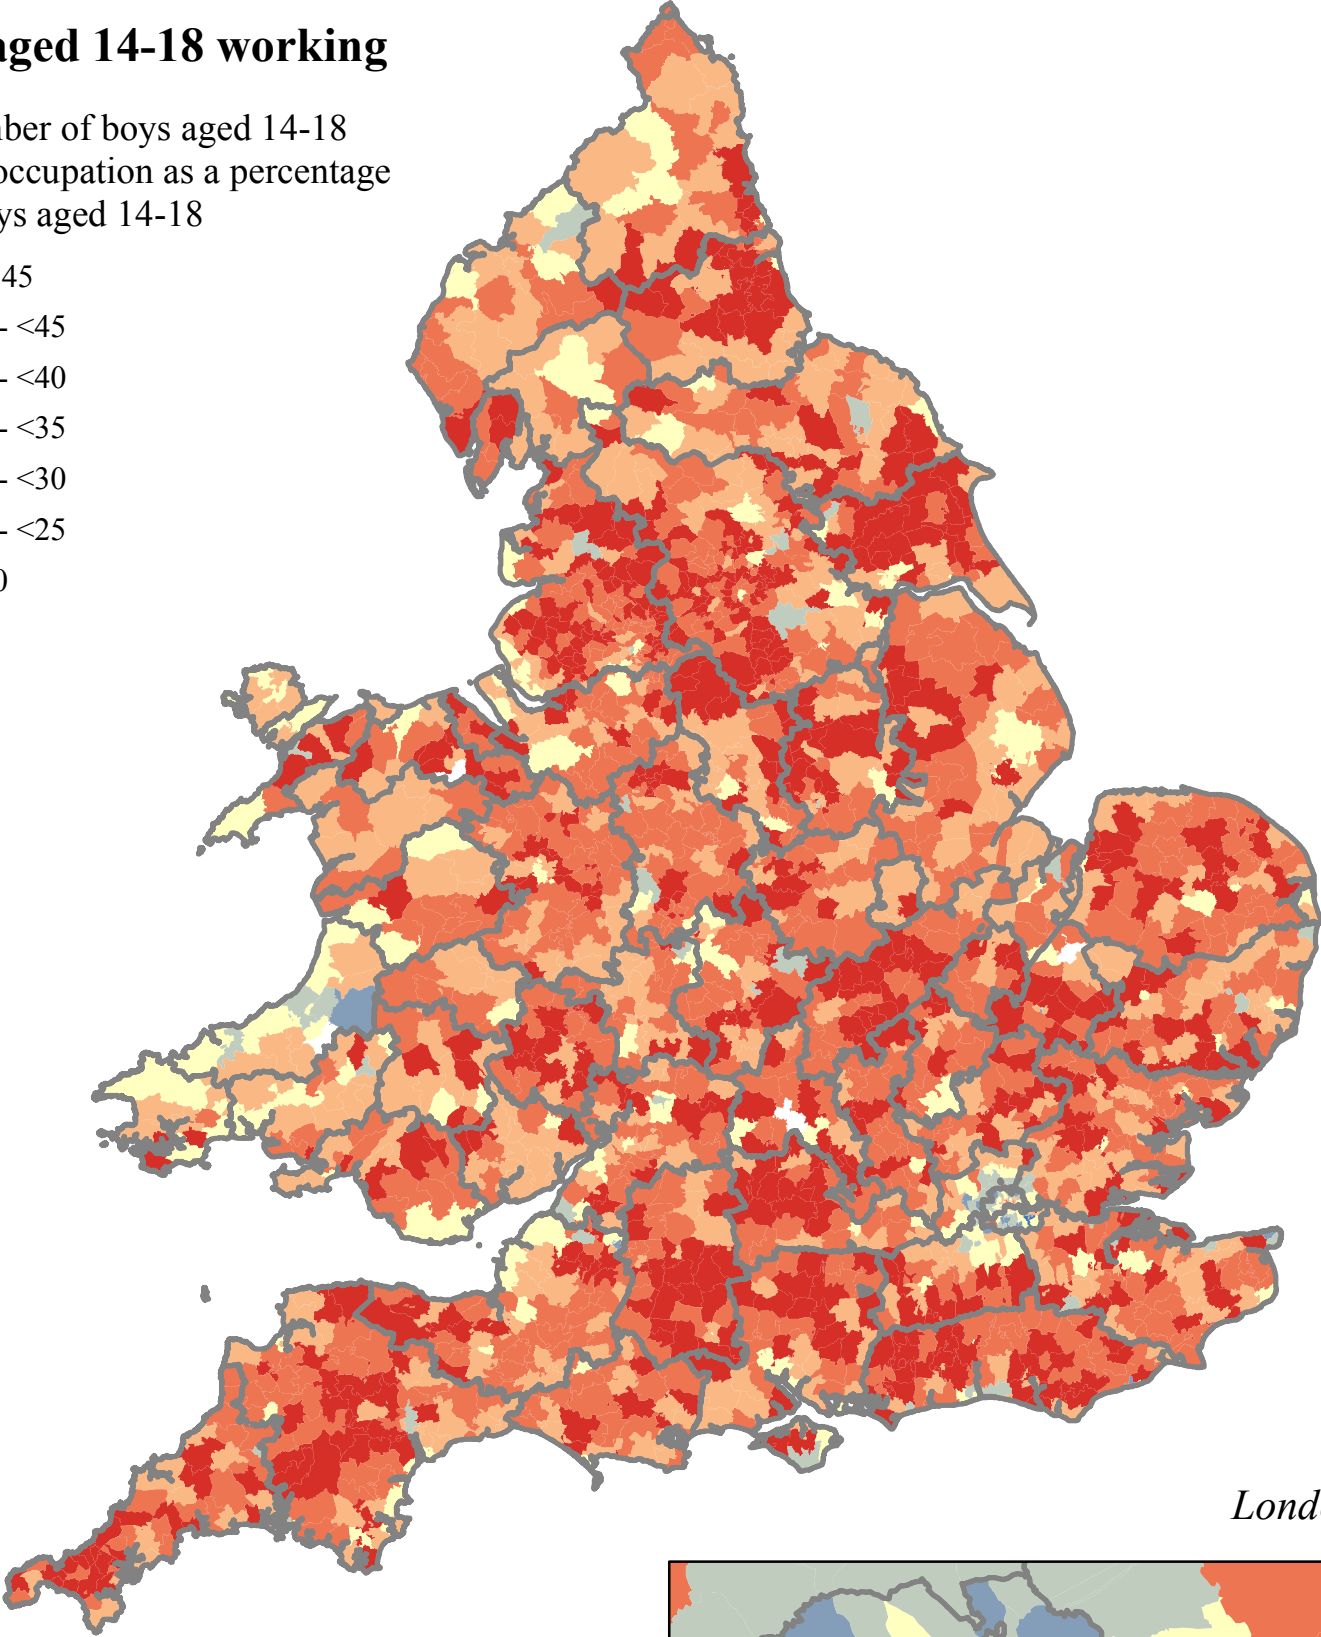 aged 14-18 working
ber of boys aged 14-18
occupation as a percentage
ys aged 14-18
45
- <45
- <40
- <35
- <30
- <25
0
Lond